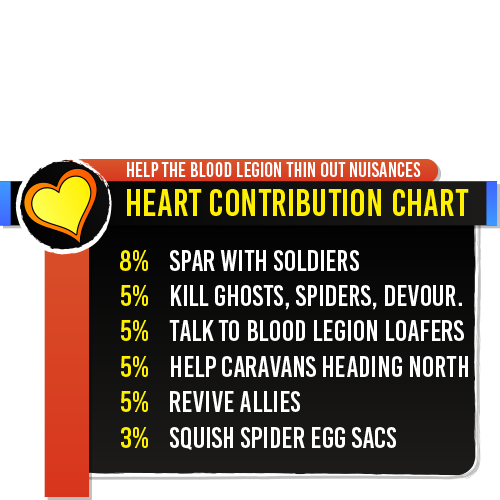 HELP THE BLOOD LEGION THIN OUT NUISANCES
HEART CONTRIBUTION CHART
8% SPAR WITH SOLDIERS
5% KILL GHOSTS, SPIDERS, DEVOUR.
5% TALK TO BLOOD LEGION LOAFERS
5% HELP CARAVANS HEADING NORTH
5% REVIVE ALLIES
3% SQUISH SPIDER EGG SACS